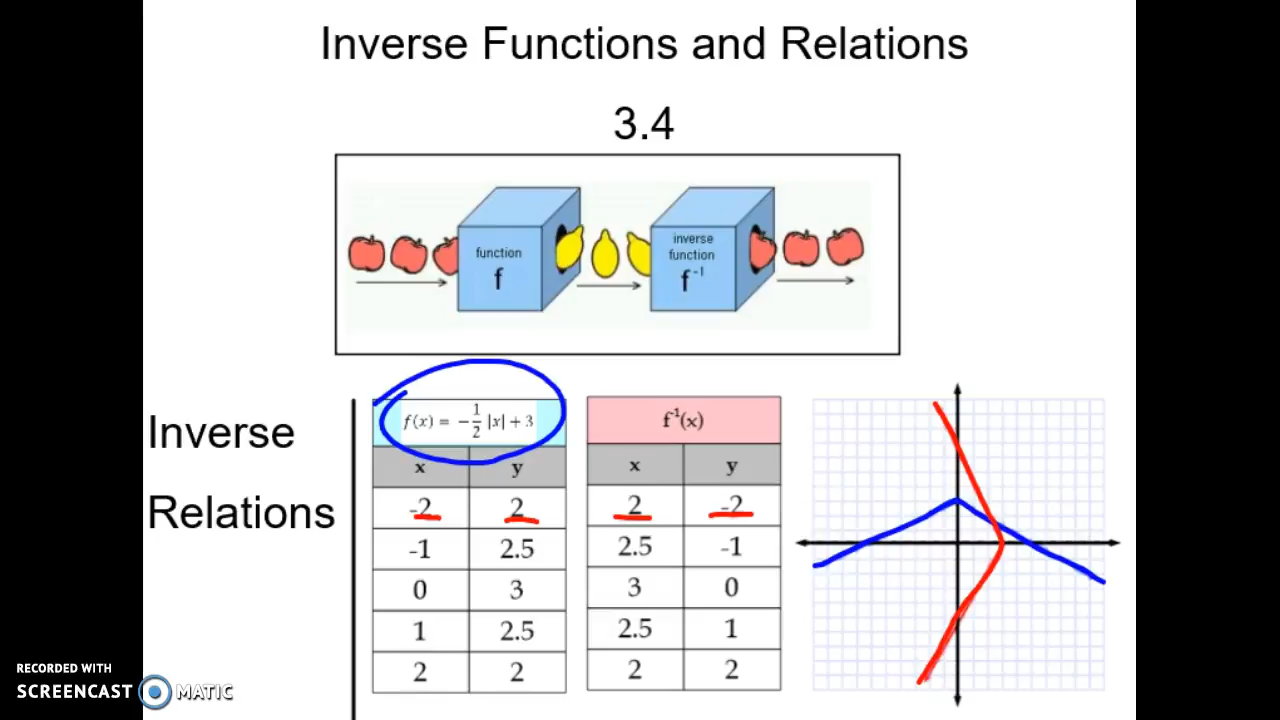 Inverse Functions and Relations
3.4
function
f
inverse
function
f⁻¹
Inverse
Relations
f(x) = −1/2 |x| + 3
x y
-2 2
-1 2.5
0 3
1 2.5
2 2
f⁻¹(x)
x y
2 -2
2.5 -1
3 0
2.5 1
2 2
RECORDED WITH
SCREENCAST MATIC